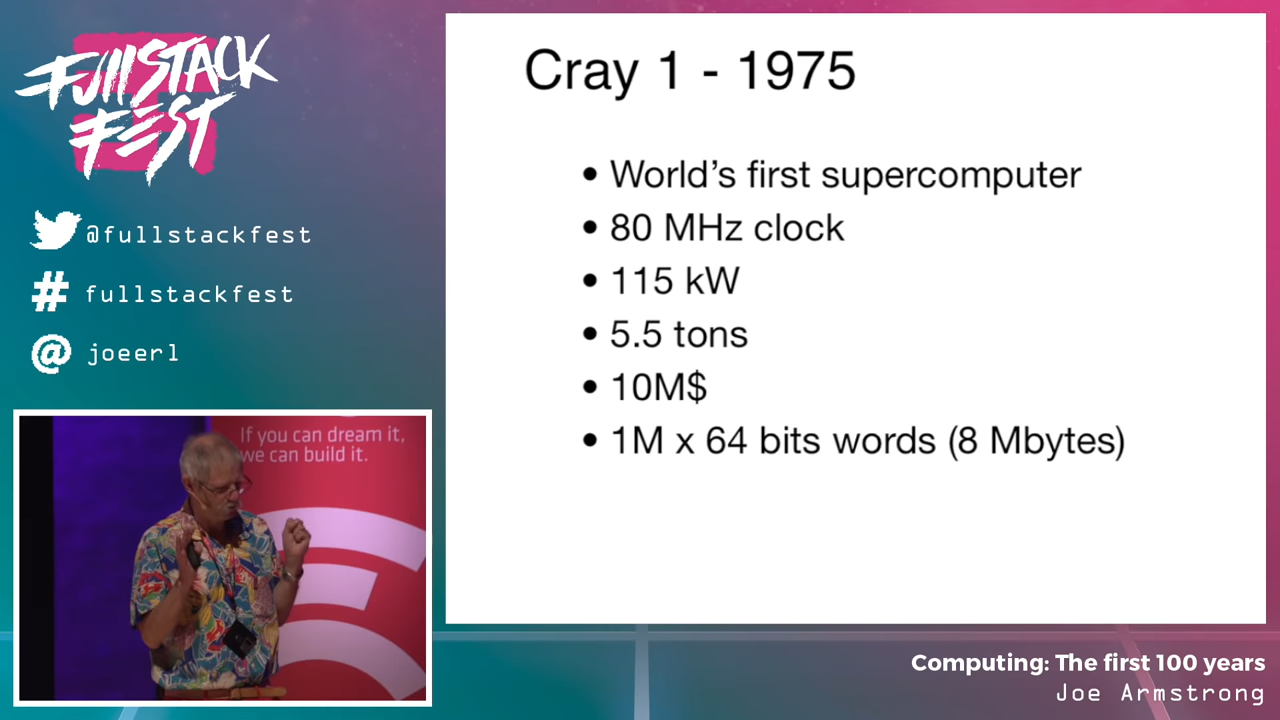 FullStack
Fest
@fullstackfest
# fullstackfest
@ joeerl
If you can dream it,
we can build it.
Cray 1 - 1975
• World’s first supercomputer
• 80 MHz clock
• 115 kW
• 5.5 tons
• 10M$
• 1M x 64 bits words (8 Mbytes)
Computing: The first 100 years
Joe Armstrong